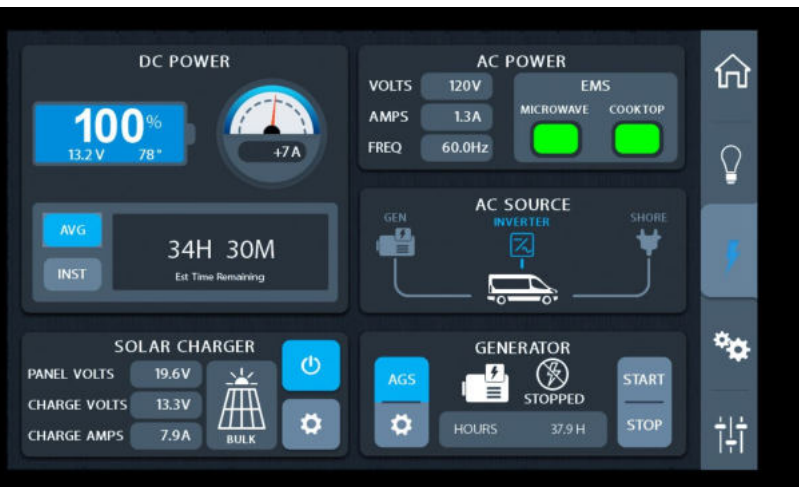 DC POWER
100%
13.2 V 78°
+7 A
AVG
INST
34H 30M
Est Time Remaining
AC POWER
VOLTS 120V
AMPS 1.3A
FREQ 60.0Hz
EMS
MICROWAVE COOKTOP
AC SOURCE
GEN
INVERTER
SHORE
SOLAR CHARGER
PANEL VOLTS 19.6V
CHARGE VOLTS 13.3V
CHARGE AMPS 7.9A
BULK
GENERATOR
AGS
STOPPED
HOURS 37.9 H
START
STOP